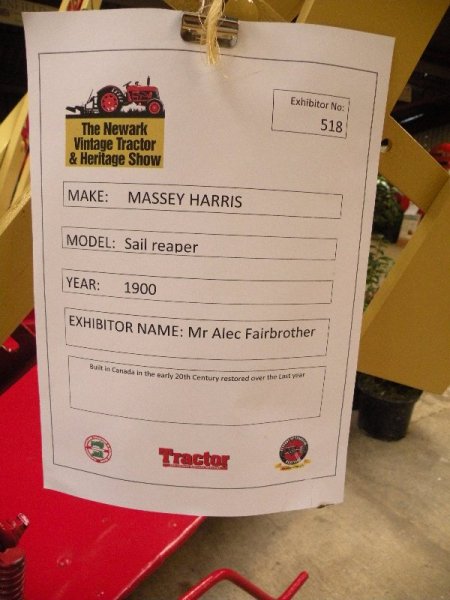 The Newark
Vintage Tractor
& Heritage Show
Exhibitor No:
518
MAKE: MASSEY HARRIS
MODEL: Sail reaper
YEAR: 1900
EXHIBITOR NAME: Mr Alec Fairbrother
Built in Canada in the early 20th Century restored over the Last year
Tractor